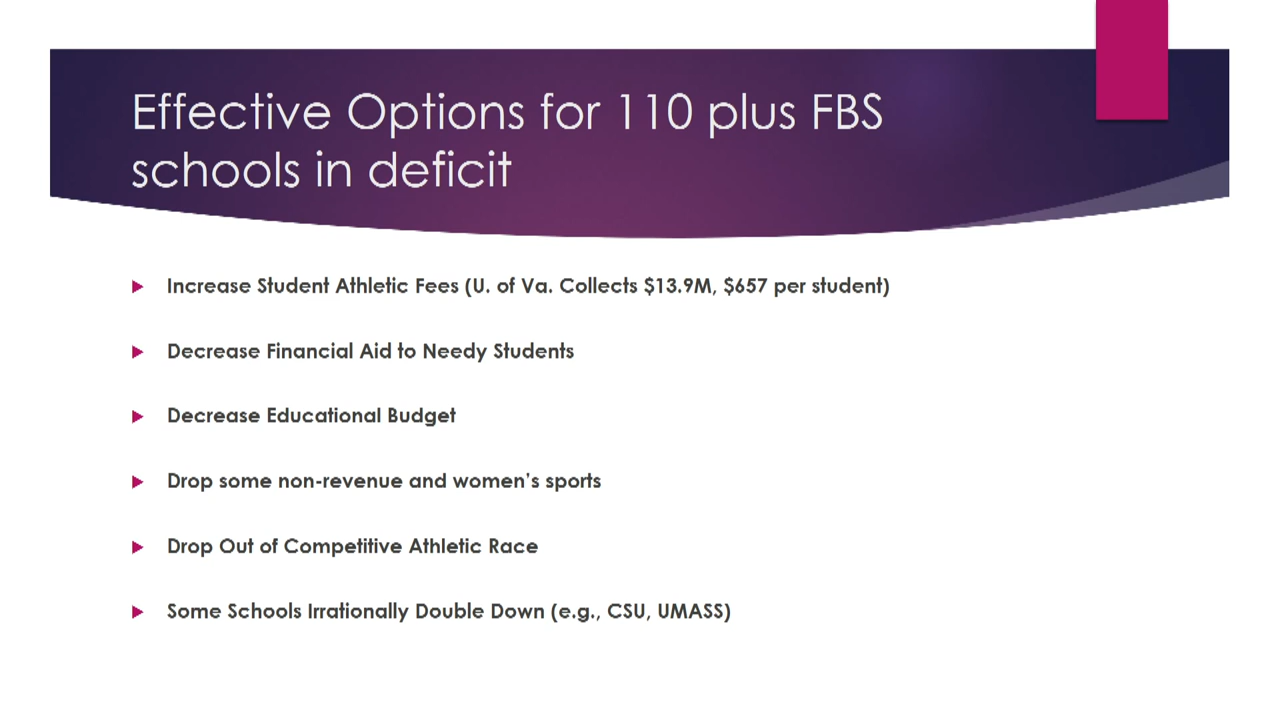 Effective Options for 110 plus FBS
schools in deficit
Increase Student Athletic Fees (U. of Va. Collects $13.9M, $657 per student)
Decrease Financial Aid to Needy Students
Decrease Educational Budget
Drop some non-revenue and women's sports
Drop Out of Competitive Athletic Race
Some Schools Irrationally Double Down (e.g., CSU, UMASS)